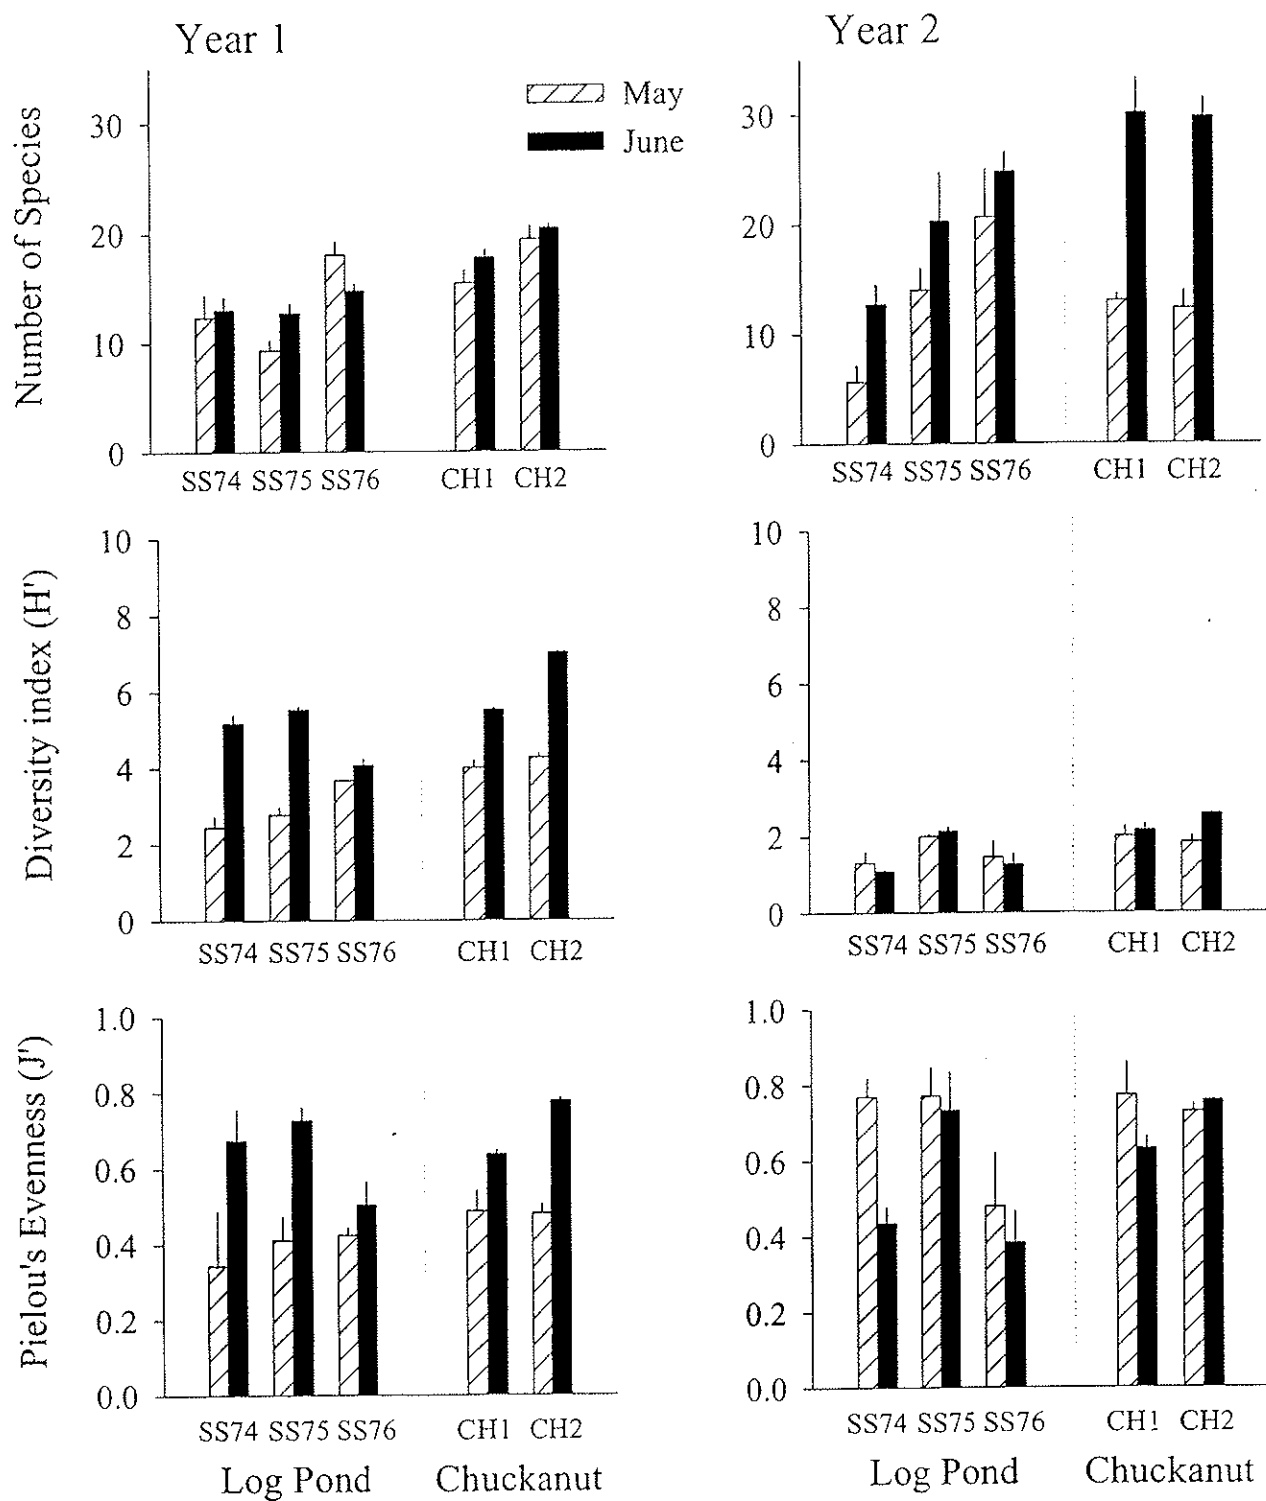 Year 1
Year 2
May
June
Number of Species
30
20
10
0
SS74 SS75 SS76 CH1 CH2
30
20
10
0
SS74 SS75 SS76 CH1 CH2
Diversity index (H')
10
8
6
4
2
0
SS74 SS75 SS76 CH1 CH2
10
8
6
4
2
0
SS74 SS75 SS76 CH1 CH2
Pielou's Evenness (J')
1.0
0.8
0.6
0.4
0.2
0.0
SS74 SS75 SS76 CH1 CH2
Log Pond Chuckanut
1.0
0.8
0.6
0.4
0.2
0.0
SS74 SS75 SS76 CH1 CH2
Log Pond Chuckanut